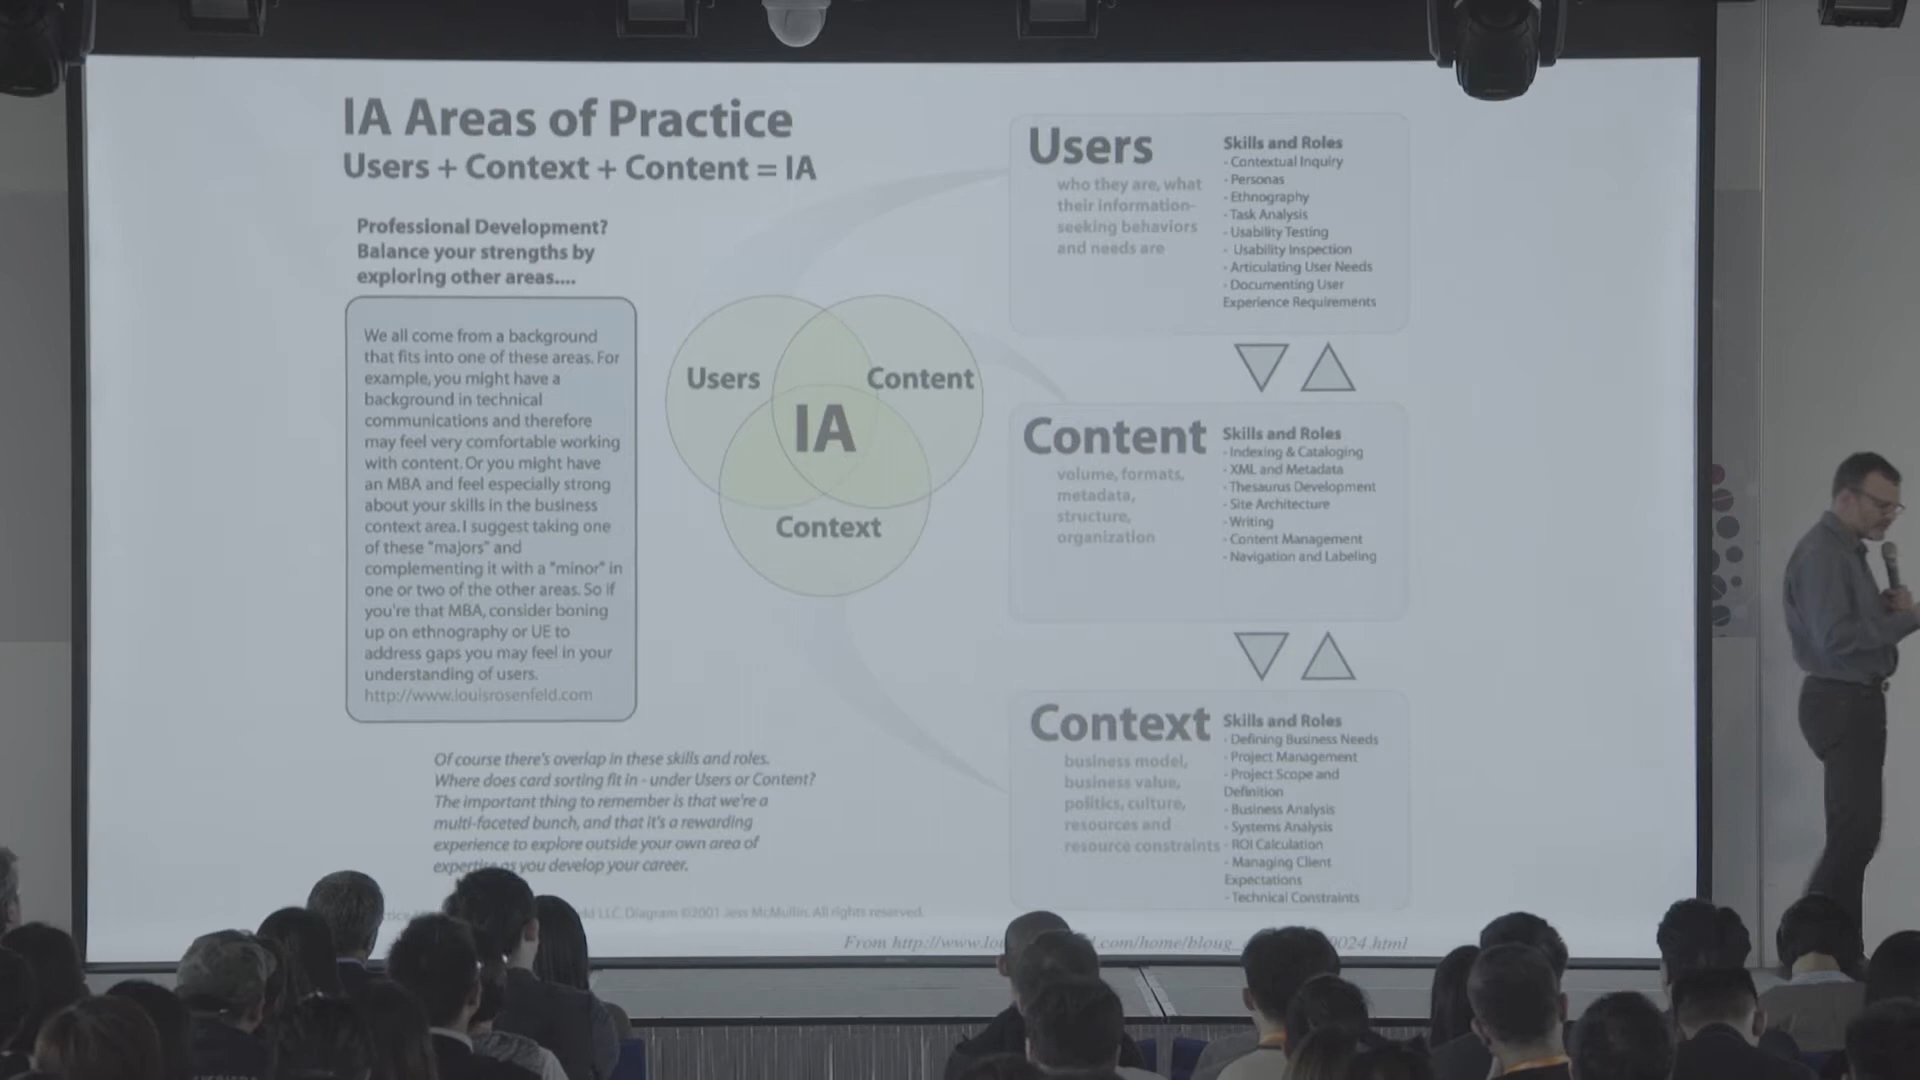 IA Areas of Practice
Users + Context + Content = IA
Professional Development?
Balance your strengths by
exploring other areas....
We all come from a background
that fits into one of these areas. For
example, you might have a
background in technical
communications and therefore
may feel very comfortable working
with content. Or you might have
an MBA and feel especially strong
about your skills in the business
context area. I suggest taking one
of these "majors" and
complementing it with a "minor" in
one or two of the other areas. So if
you're that MBA, consider boning
up on ethnography or UE to
address gaps you may feel in your
understanding of users.
http://www.louisrosenfeld.com
Of course there's overlap in these skills and roles.
Where does card sorting fit in - under Users or Content?
The important thing to remember is that we're a
multi-faceted bunch, and that it's a rewarding
experience to explore outside your own area of
expertise as you develop your career.
Users
Content
IA
Context
Users
who they are, what
their information-
seeking behaviors
and needs are
Skills and Roles
- Contextual Inquiry
- Personas
- Ethnography
- Task Analysis
- Usability Testing
- Usability Inspection
- Articulating User Needs
- Documenting User
Experience Requirements
Content
volume, formats,
metadata,
structure,
organization
Skills and Roles
- Indexing & Cataloging
- XML and Metadata
- Thesaurus Development
- Site Architecture
- Writing
- Content Management
- Navigation and Labeling
Context
business model,
business value,
politics, culture,
resources and
resource constraints
Skills and Roles
- Defining Business Needs
- Project Management
- Project Scope and
Definition
- Business Analysis
- Systems Analysis
- ROI Calculation
- Managing Client
Expectations
- Technical Constraints
LLC. Diagram ©2001 Jess McMullin. All rights reserved.
From